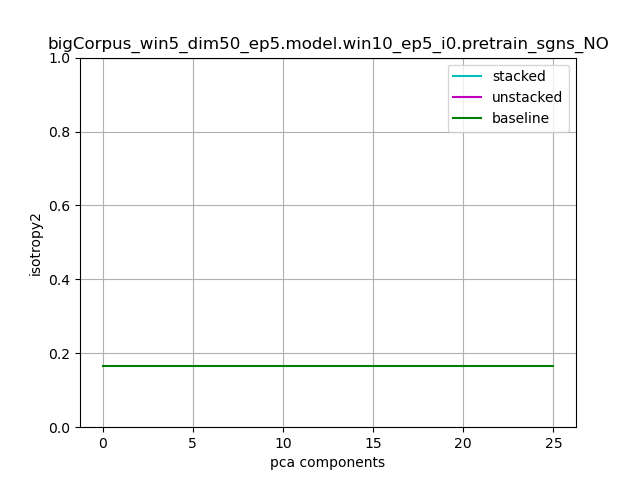 bigCorpus_win5_dim50_ep5.model.win10_ep5_i0.pretrain_sgns_NO
stacked
unstacked
baseline
1.0
0.8
0.6
0.4
0.2
0.0
isotropy2
0 5 10 15 20 25
pca components